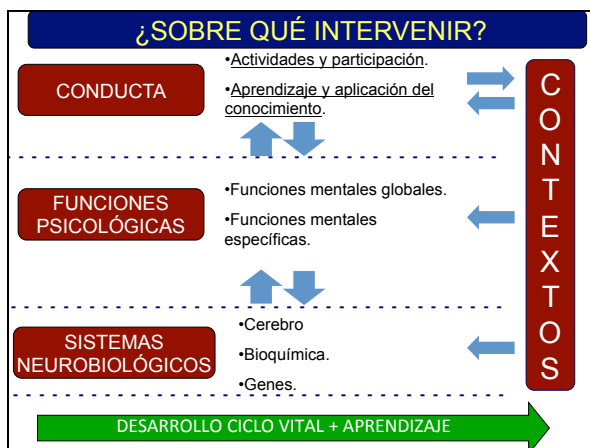 ¿SOBRE QUÉ INTERVENIR?
CONDUCTA
•Actividades y participación.
•Aprendizaje y aplicación del
conocimiento.
FUNCIONES
PSICOLÓGICAS
•Funciones mentales globales.
•Funciones mentales
específicas.
SISTEMAS
NEUROBIOLÓGICOS
•Cerebro
•Bioquímica.
•Genes.
CONTEXTOS
DESARROLLO CICLO VITAL + APRENDIZAJE